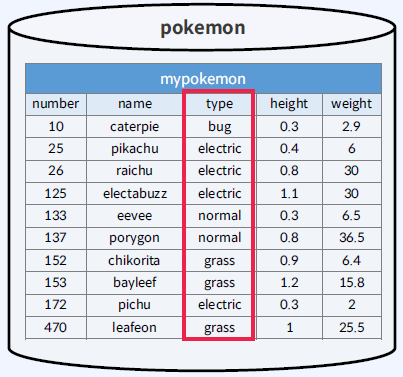 pokemon
mypokemon
number name type height weight
10 caterpie bug 0.3 2.9
25 pikachu electric 0.4 6
26 raichu electric 0.8 30
125 electabuzz electric 1.1 30
133 eevee normal 0.3 6.5
137 porygon normal 0.8 36.5
152 chikorita grass 0.9 6.4
153 bayleef grass 1.2 15.8
172 pichu electric 0.3 2
470 leafeon grass 1 25.5